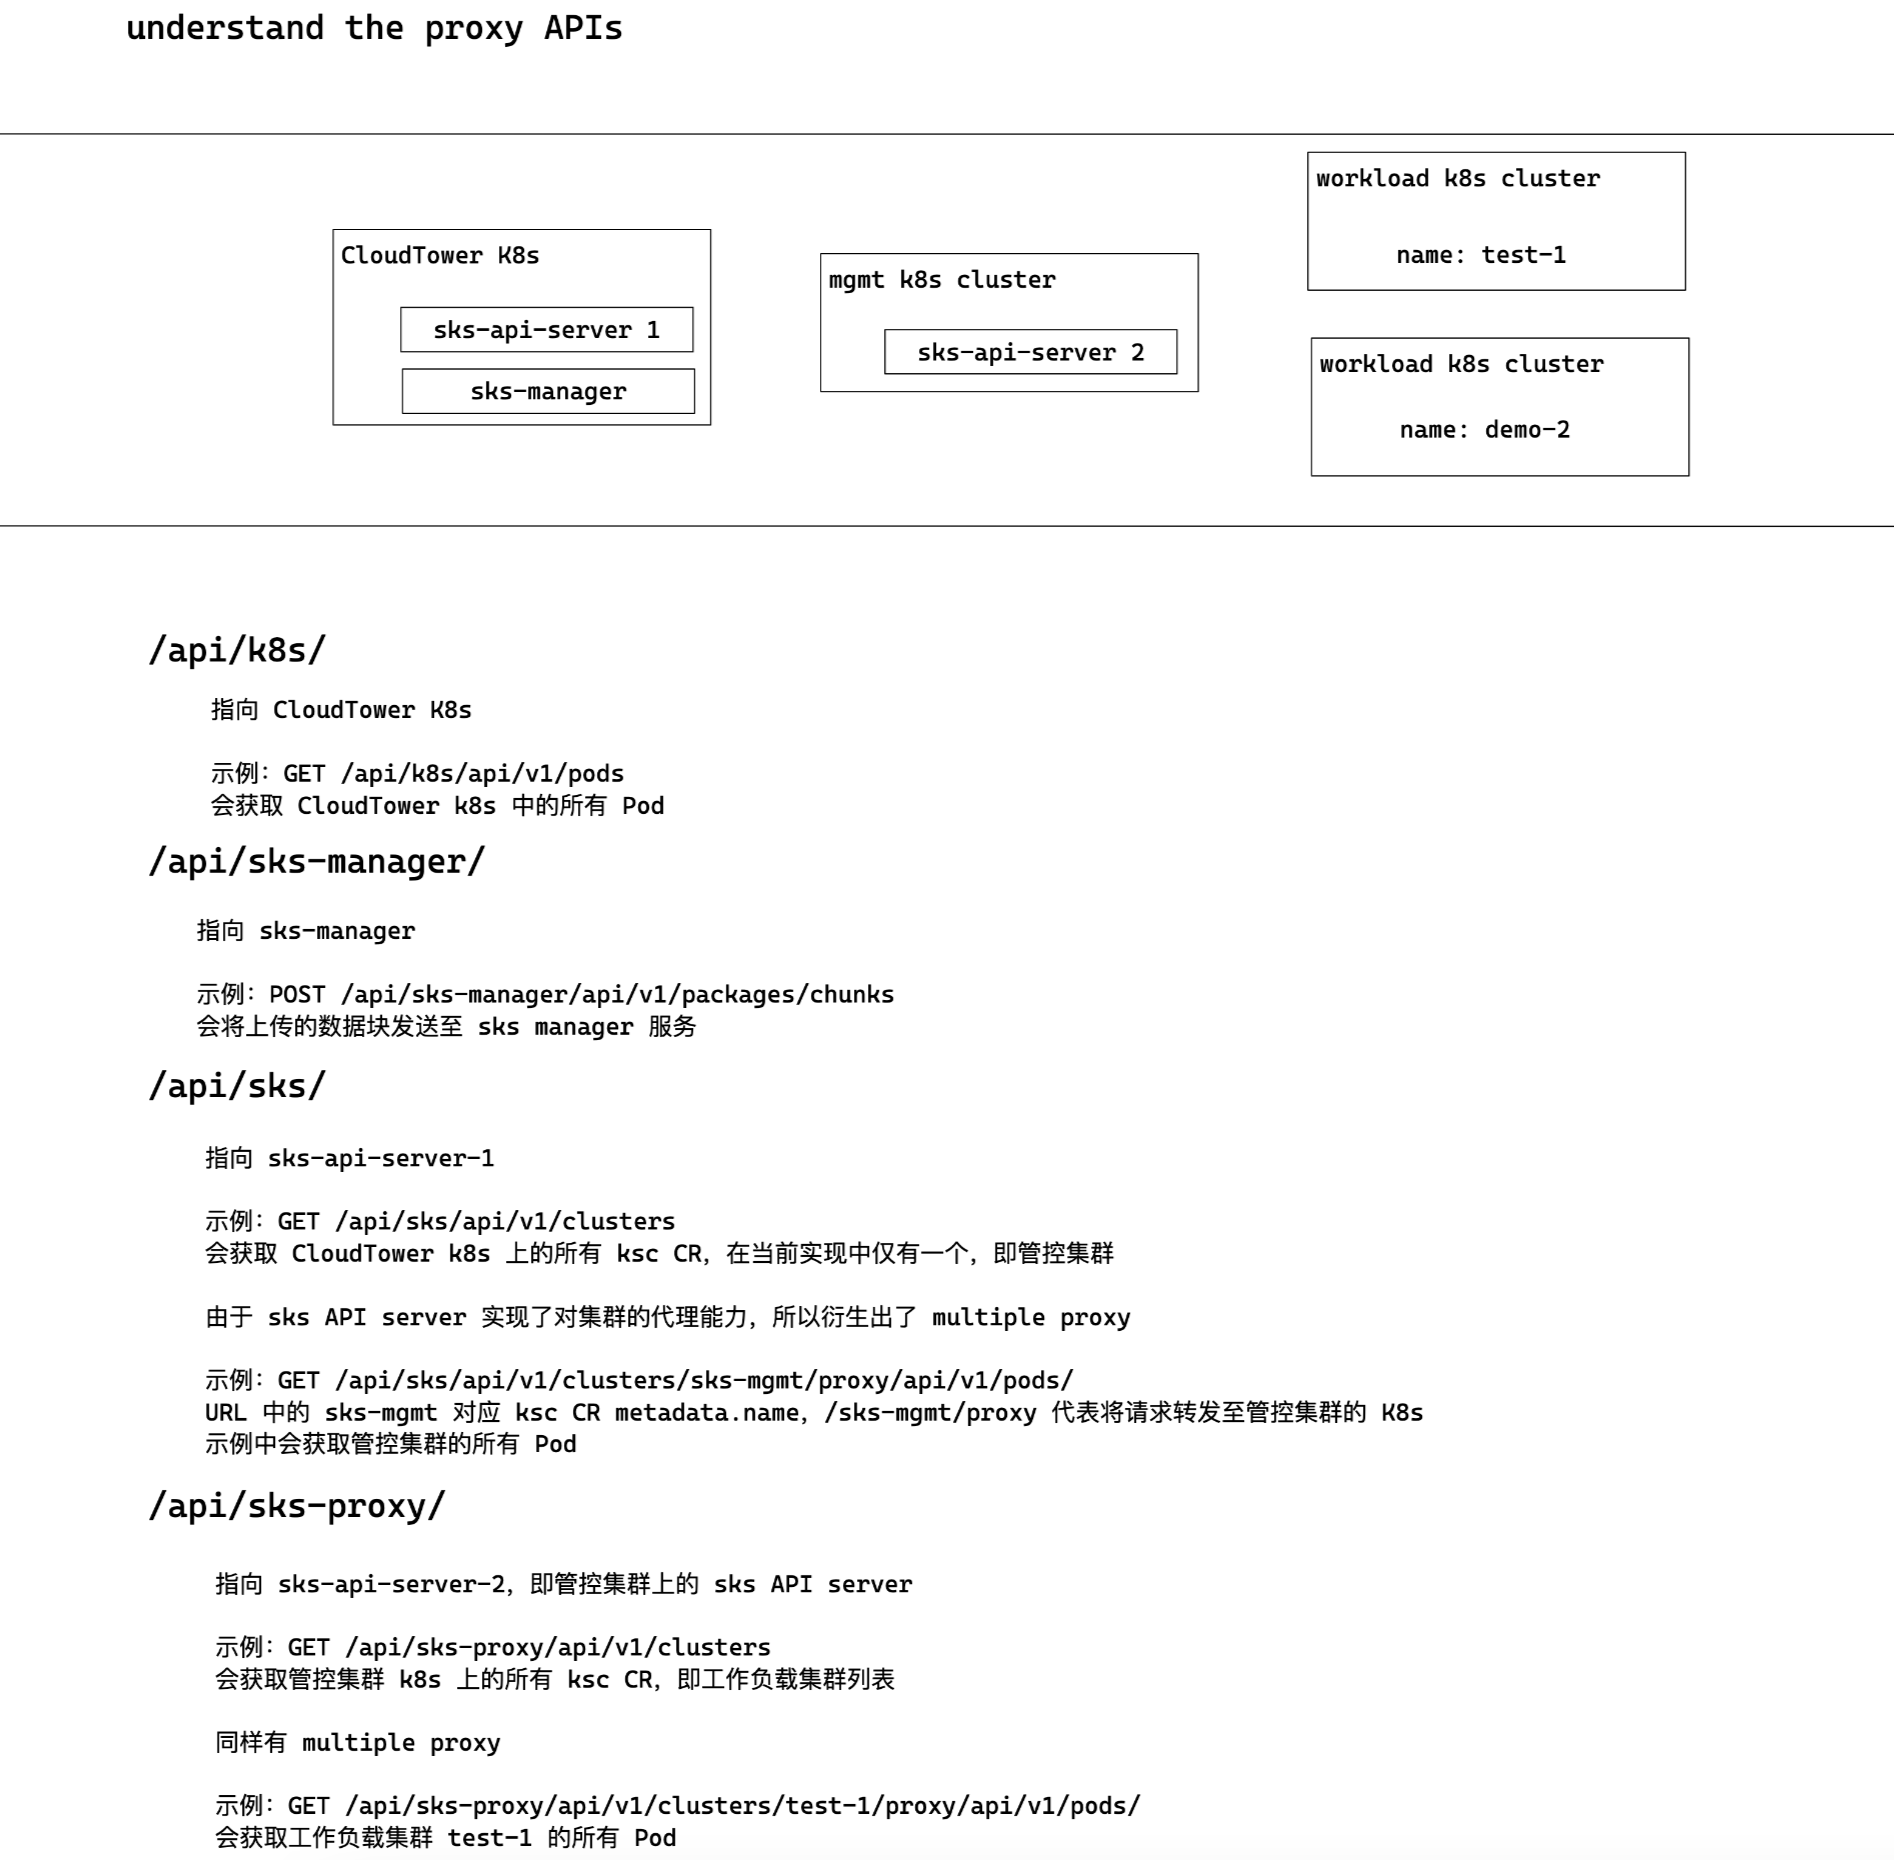 understand the proxy APIs
CloudTower K8s
sks-api-server 1
sks-manager
mgmt k8s cluster
sks-api-server 2
workload k8s cluster
name: test-1
workload k8s cluster
name: demo-2
/api/k8s/
指向 CloudTower K8s
示例：GET /api/k8s/api/v1/pods
会获取 CloudTower k8s 中的所有 Pod
/api/sks-manager/
指向 sks-manager
示例：POST /api/sks-manager/api/v1/packages/chunks
会将上传的数据块发送至 sks manager 服务
/api/sks/
指向 sks-api-server-1
示例：GET /api/sks/api/v1/clusters
会获取 CloudTower k8s 上的所有 ksc CR，在当前实现中仅有一个，即管控集群
由于 sks API server 实现了对集群的代理能力，所以衍生出了 multiple proxy
示例：GET /api/sks/api/v1/clusters/sks-mgmt/proxy/api/v1/pods/
URL 中的 sks-mgmt 对应 ksc CR metadata.name，/sks-mgmt/proxy 代表将请求转发至管控集群的 K8s
示例中会获取管控集群的所有 Pod
/api/sks-proxy/
指向 sks-api-server-2，即管控集群上的 sks API server
示例：GET /api/sks-proxy/api/v1/clusters
会获取管控集群 k8s 上的所有 ksc CR，即工作负载集群列表
同样有 multiple proxy
示例：GET /api/sks-proxy/api/v1/clusters/test-1/proxy/api/v1/pods/
会获取工作负载集群 test-1 的所有 Pod